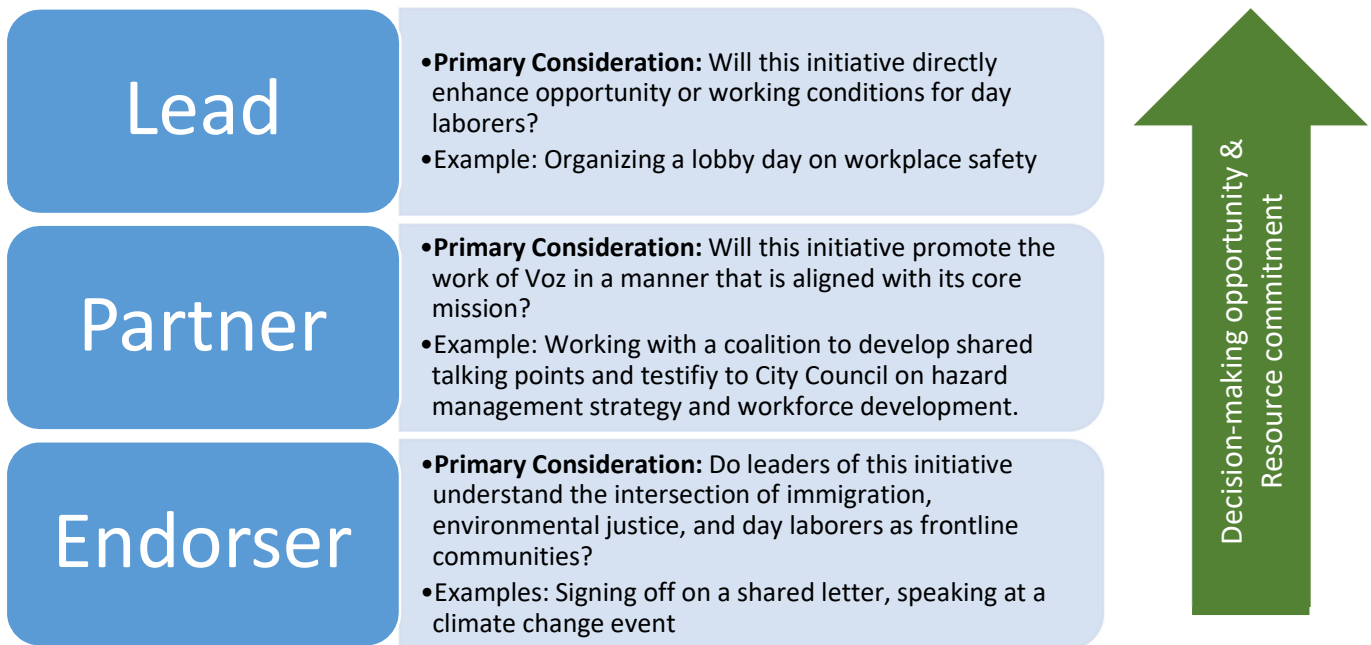 Lead
•Primary Consideration: Will this initiative directly
enhance opportunity or working conditions for day
laborers?
•Example: Organizing a lobby day on workplace safety
Partner
•Primary Consideration: Will this initiative promote the
work of Voz in a manner that is aligned with its core
mission?
•Example: Working with a coalition to develop shared
talking points and testifiy to City Council on hazard
management strategy and workforce development.
Endorser
•Primary Consideration: Do leaders of this initiative
understand the intersection of immigration,
environmental justice, and day laborers as frontline
communities?
•Examples: Signing off on a shared letter, speaking at a
climate change event
Decision-making opportunity &
Resource commitment